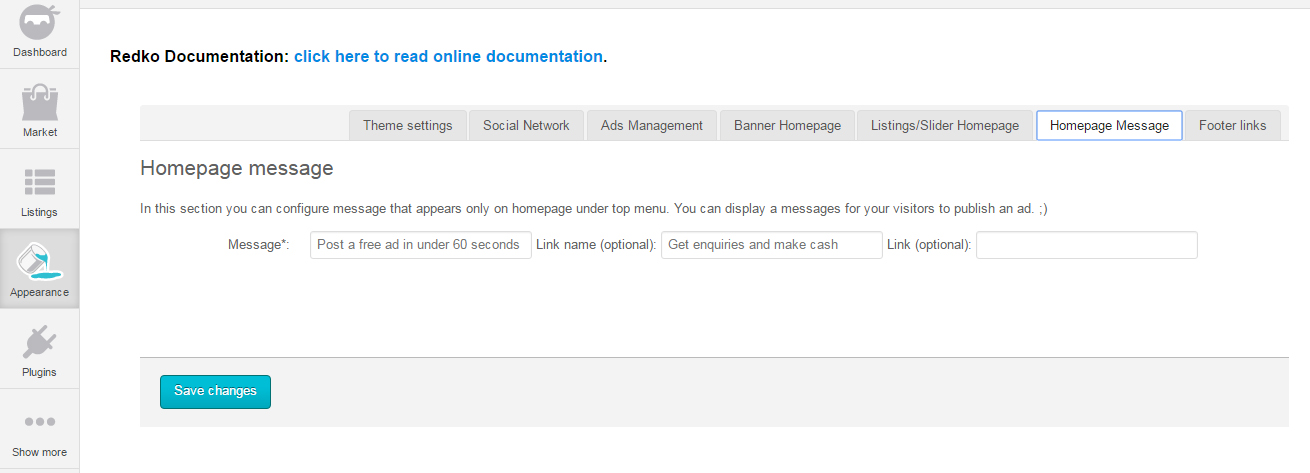 Dashboard
Market
Listings
Appearance
Plugins
Show more
Redko Documentation: click here to read online documentation.
Theme settings Social Network Ads Management Banner Homepage Listings/Slider Homepage Homepage Message Footer links
Homepage message
In this section you can configure message that appears only on homepage under top menu. You can display a messages for your visitors to publish an ad. ;)
Message*: Post a free ad in under 60 seconds Link name (optional): Get enquiries and make cash Link (optional):
Save changes